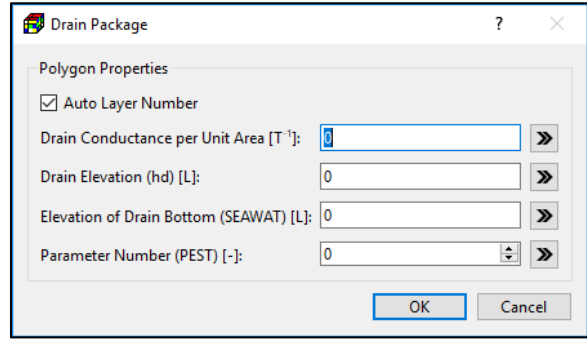 Drain Package ?
Polygon Properties
Auto Layer Number
Drain Conductance per Unit Area [T⁻¹]: 0
Drain Elevation (hd) [L]: 0
Elevation of Drain Bottom (SEAWAT) [L]: 0
Parameter Number (PEST) [-]: 0
OK Cancel